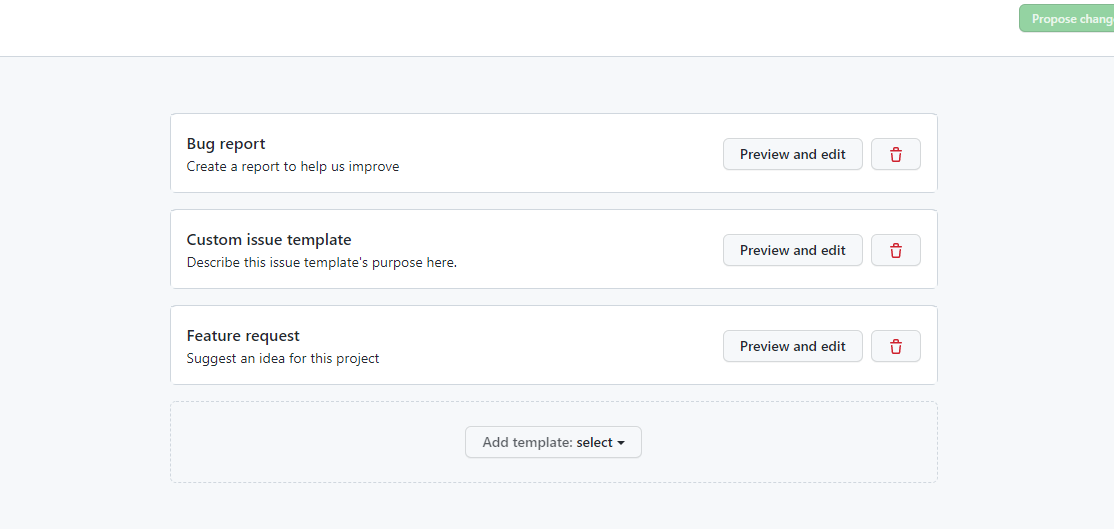 Propose chang
Bug report
Create a report to help us improve
Preview and edit
Custom issue template
Describe this issue template's purpose here.
Preview and edit
Feature request
Suggest an idea for this project
Preview and edit
Add template: select